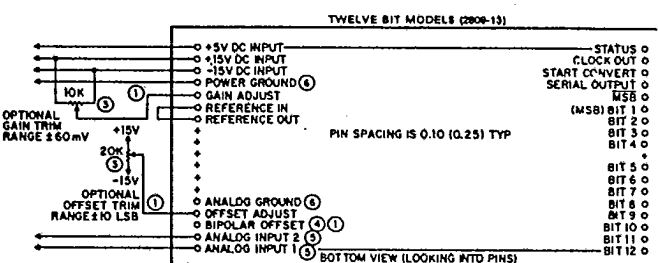 TWELVE BIT MODELS (2809-13)
+5V DC INPUT
+15V DC INPUT
-15V DC INPUT
POWER GROUND ⑥
① GAIN ADJUST
REFERENCE IN
REFERENCE OUT
10K
③
OPTIONAL
GAIN TRIM
RANGE ±60mV
+15V
20K
③
-15V
OPTIONAL
OFFSET TRIM
RANGE ±10 LSB
①
ANALOG GROUND ⑥
OFFSET ADJUST
BIPOLAR OFFSET ④ ①
ANALOG INPUT 2 ⑤
ANALOG INPUT 1 ⑤
PIN SPACING IS 0.10 (0.25) TYP
BOTTOM VIEW (LOOKING INTO PINS)
STATUS
CLOCK OUT
START CONVERT
SERIAL OUTPUT
MSB
(MSB) BIT 1
BIT 2
BIT 3
BIT 4
BIT 5
BIT 6
BIT 7
BIT 8
BIT 9
BIT 10
BIT 11
BIT 12